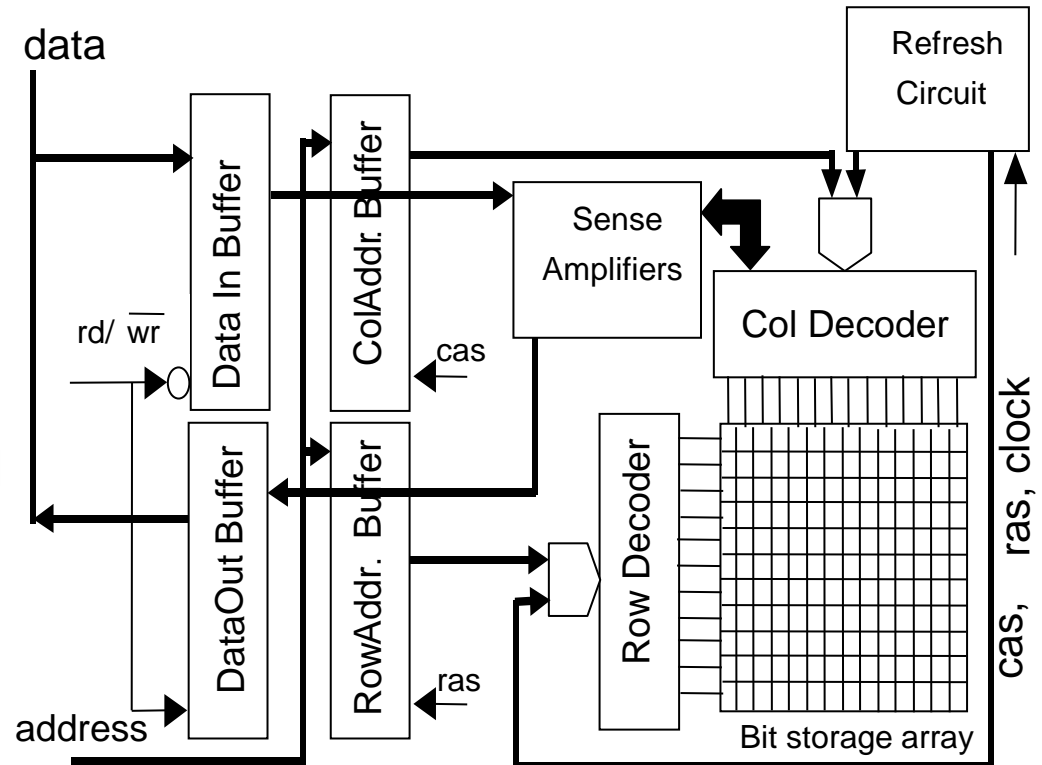 data
Refresh
Circuit
Data In Buffer
ColAddr. Buffer
Sense
Amplifiers
Col Decoder
rd/ wr
cas
DataOut Buffer
RowAddr. Buffer
Row Decoder
cas, ras, clock
ras
address
Bit storage array